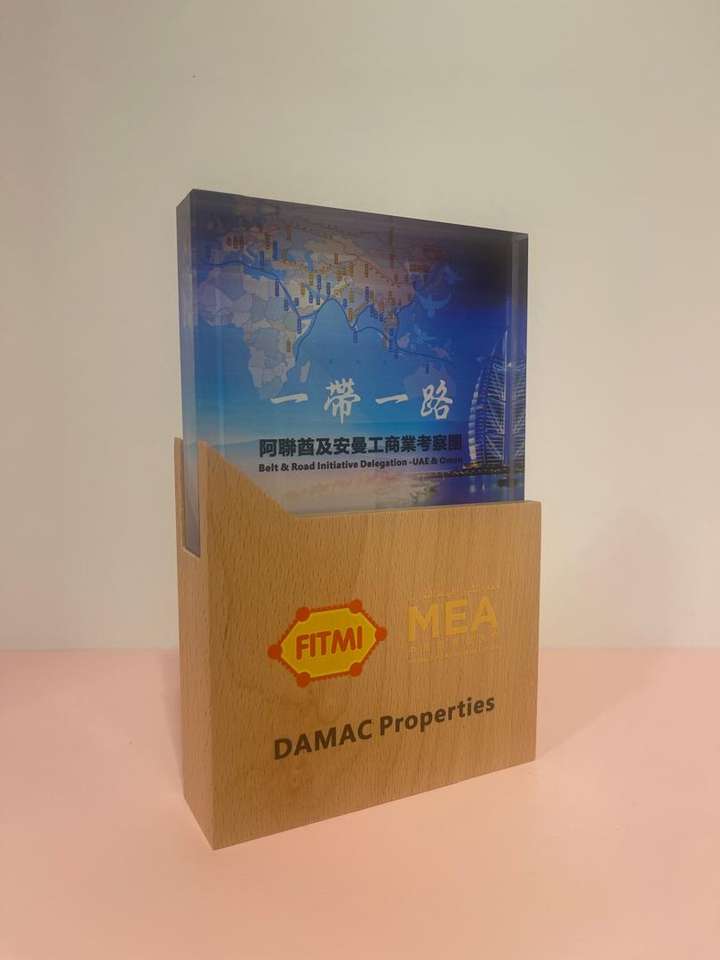 一帶一路
阿聯酋及安曼工商業考察團
Belt & Road Initiative Delegation -UAE & Oman
FITMI
MEA
DAMAC Properties